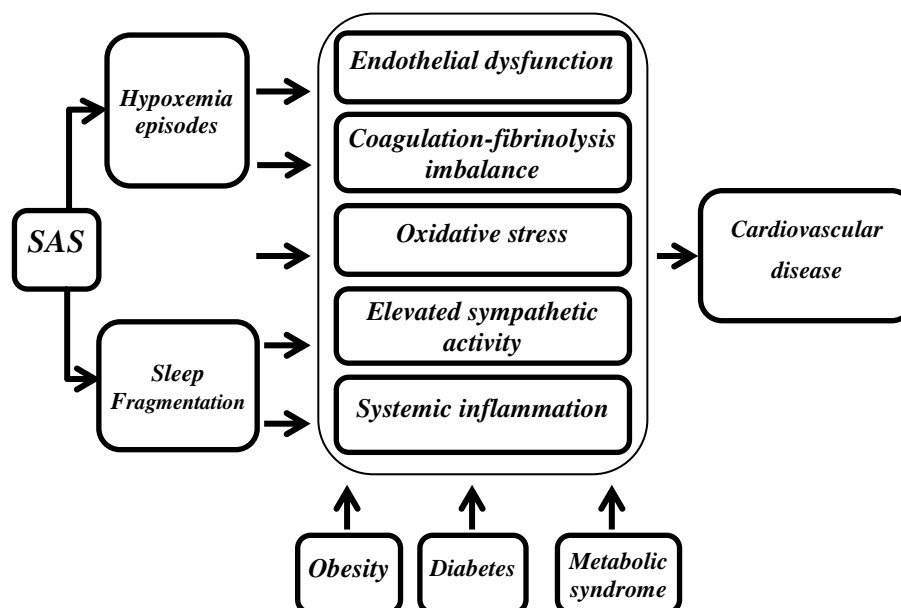 SAS
Hypoxemia
episodes
Sleep
Fragmentation
Endothelial dysfunction
Coagulation-fibrinolysis
imbalance
Oxidative stress
Elevated sympathetic
activity
Systemic inflammation
Cardiovascular
disease
Obesity
Diabetes
Metabolic
syndrome